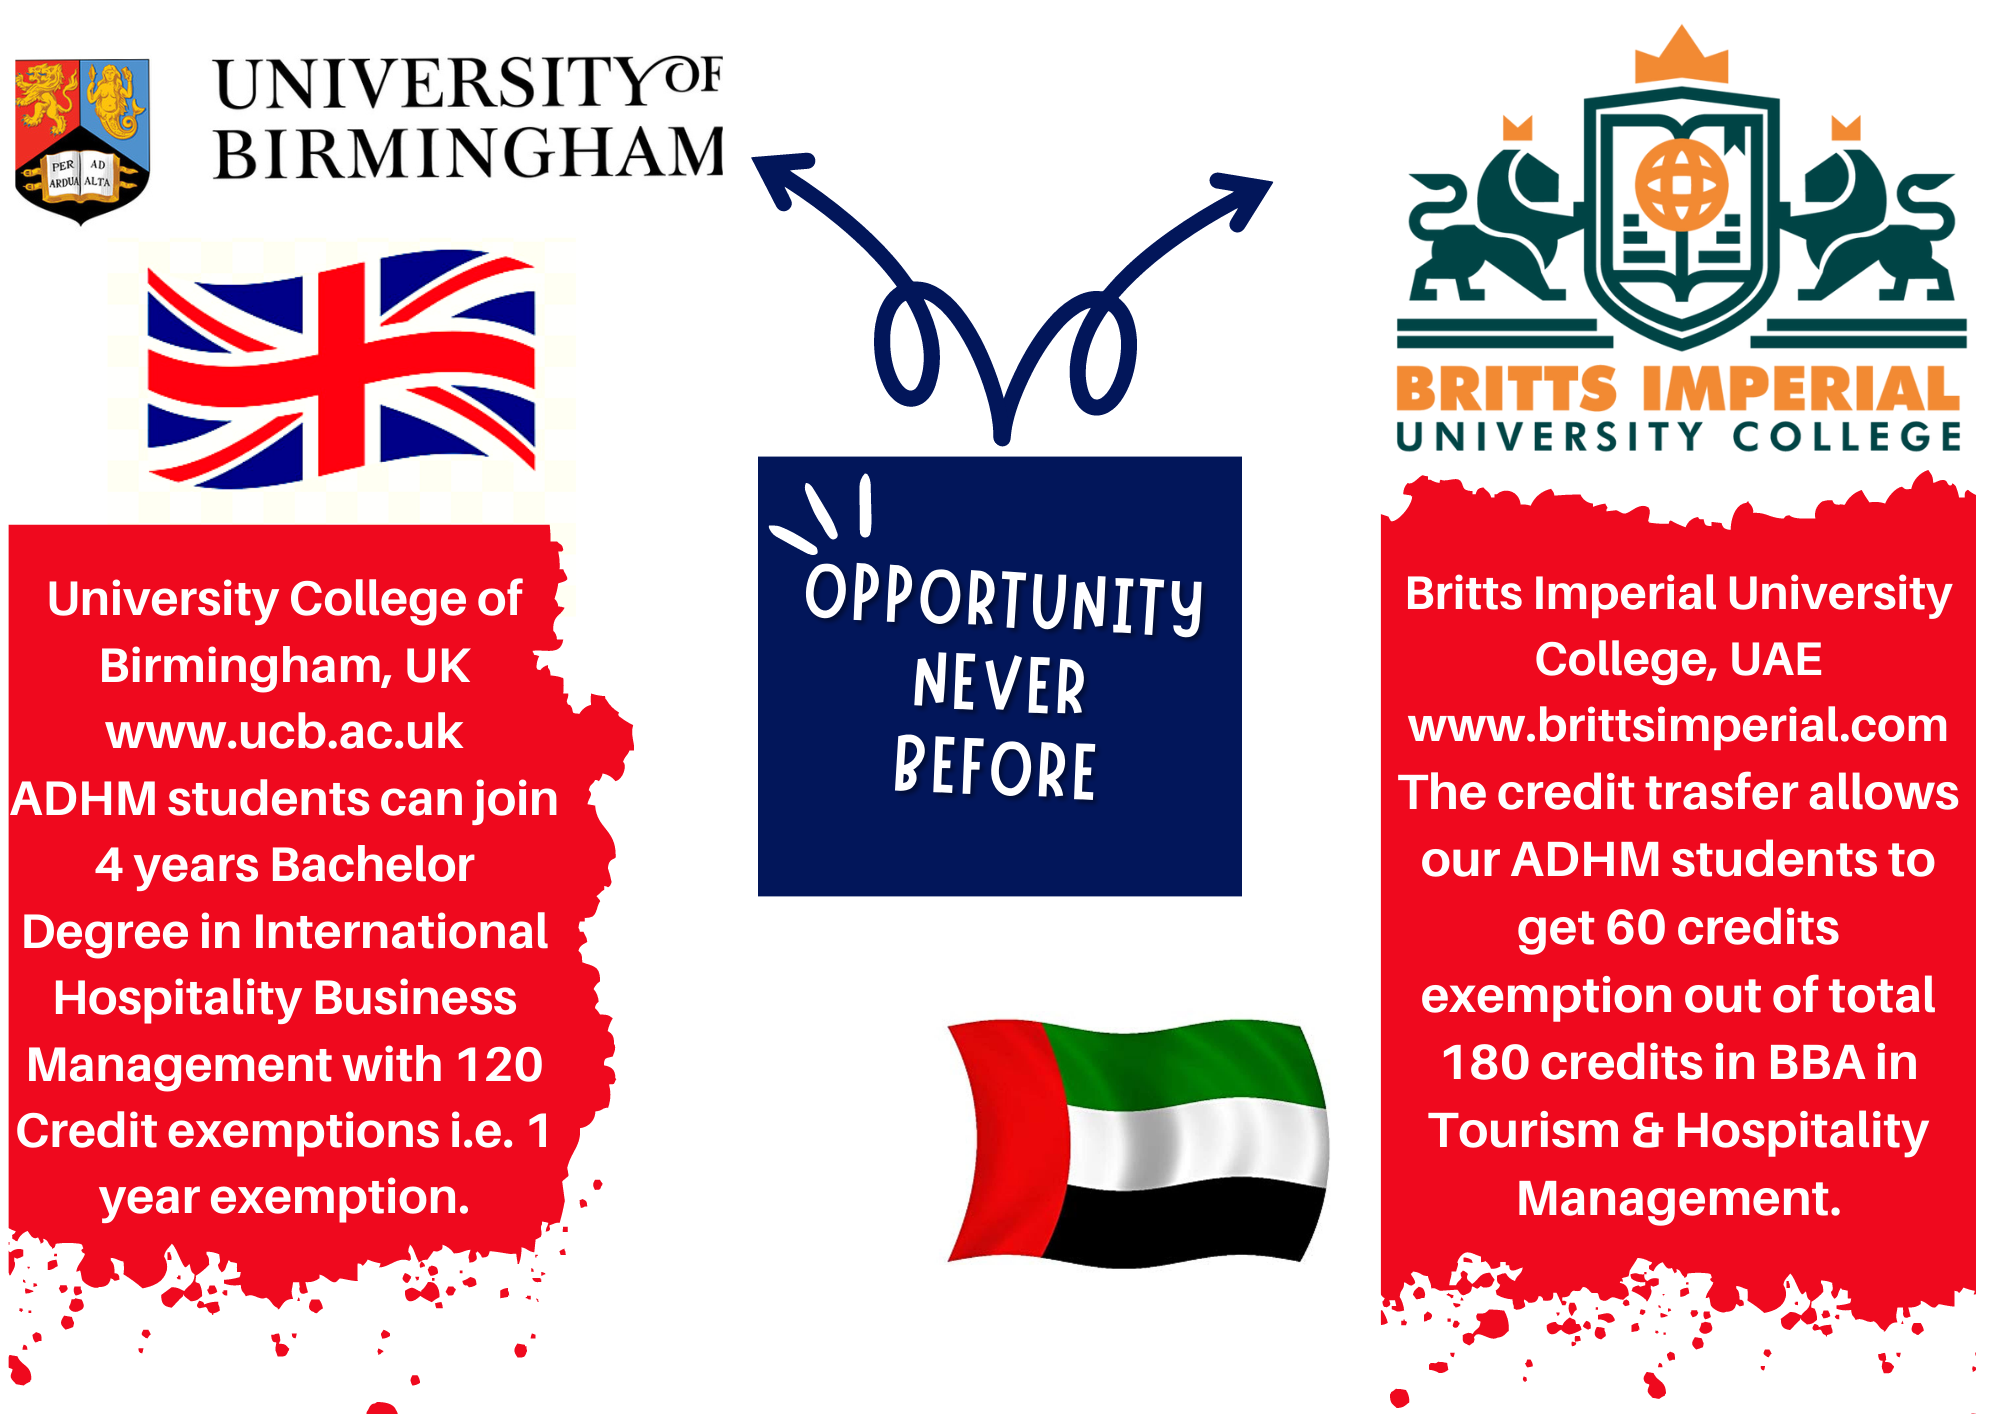 UNIVERSITY OF
BIRMINGHAM
PER AD
ARDUA ALTA
University College of
Birmingham, UK
www.ucb.ac.uk
ADHM students can join
4 years Bachelor
Degree in International
Hospitality Business
Management with 120
Credit exemptions i.e. 1
year exemption.
OPPORTUNITY
NEVER
BEFORE
BRITTS IMPERIAL
UNIVERSITY COLLEGE
Britts Imperial University
College, UAE
www.brittsimperial.com
The credit trasfer allows
our ADHM students to
get 60 credits
exemption out of total
180 credits in BBA in
Tourism & Hospitality
Management.